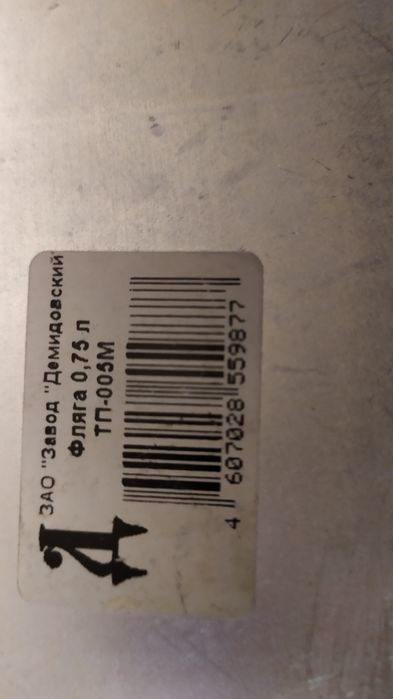 ЗАО "Завод "Демидовский
Фляга 0,75 л
ТП-005М
4 607028 559877
Д